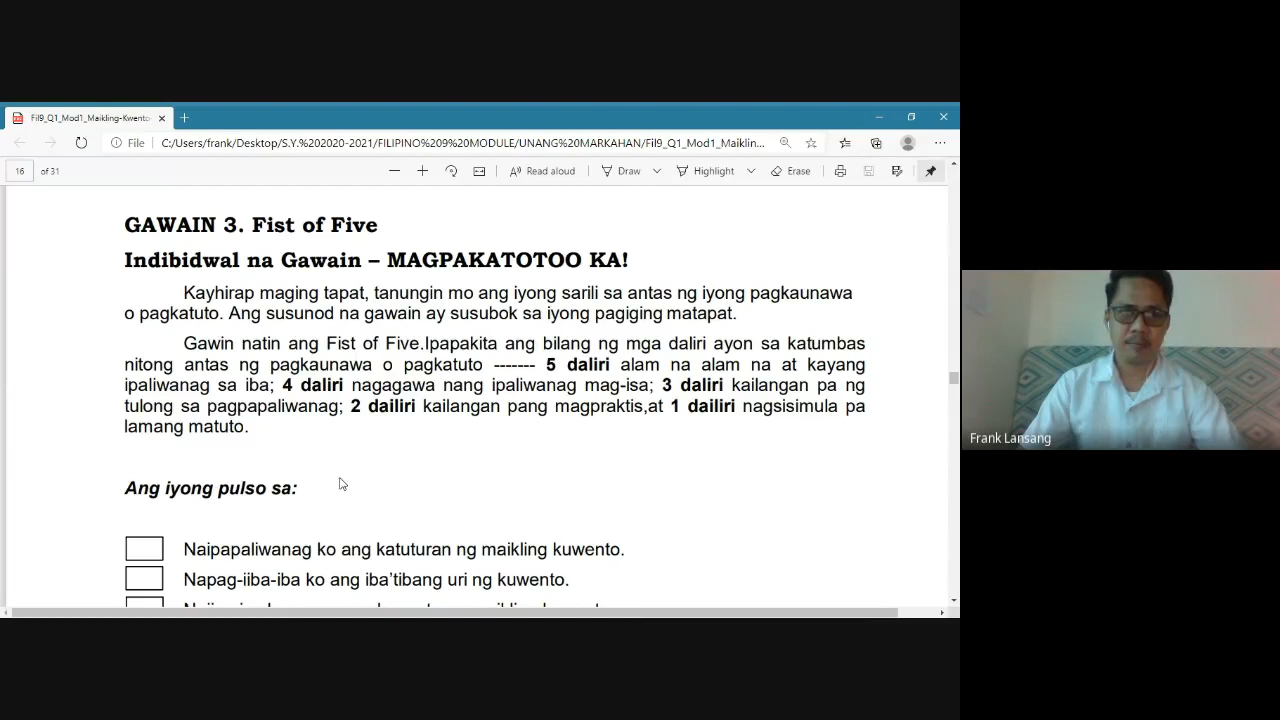 Fil9_Q1_Mod1_Maikling-Kwento
File
C:/Users/frank/Desktop/S.Y.%202020-2021/FILIPINO%209%20MODULE/UNANG%20MARKAHAN/Fil9_Q1_Mod1_Maiklin...
16 of 31
Read aloud
Draw
Highlight
Erase
GAWAIN 3. Fist of Five
Indibidwal na Gawain – MAGPAKATOTOO KA!
Kayhirap maging tapat, tanungin mo ang iyong sarili sa antas ng iyong pagkaunawa
o pagkatuto. Ang susunod na gawain ay susubok sa iyong pagiging matapat.
Gawin natin ang Fist of Five.Ipapakita ang bilang ng mga daliri ayon sa katumbas
nitong antas ng pagkaunawa o pagkatuto ------- 5 daliri alam na alam na at kayang
ipaliwanag sa iba; 4 daliri nagagawa nang ipaliwanag mag-isa; 3 daliri kailangan pa ng
tulong sa pagpapaliwanag; 2 dailiri kailangan pang magpraktis,at 1 dailiri nagsisimula pa
lamang matuto.
Ang iyong pulso sa:
Naipapaliwanag ko ang katuturan ng maikling kuwento.
Napag-iiba-iba ko ang iba’tibang uri ng kuwento.
Frank Lansang